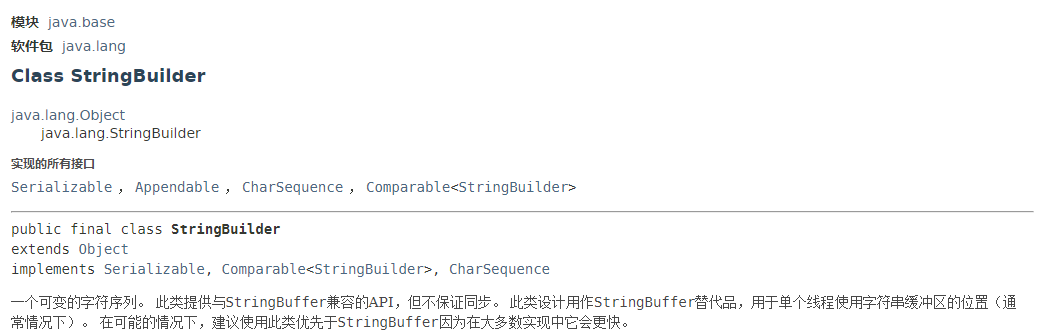 模块 java.base
软件包 java.lang
Class StringBuilder
java.lang.Object
java.lang.StringBuilder
实现的所有接口
Serializable ， Appendable ， CharSequence ， Comparable<StringBuilder>
public final class StringBuilder
extends Object
implements Serializable, Comparable<StringBuilder>, CharSequence
一个可变的字符序列。 此类提供与StringBuffer兼容的API，但不保证同步。 此类设计用作StringBuffer替代品，用于单个线程使用字符串缓冲区的位置（通
常情况下）。 在可能的情况下，建议使用此类优先于StringBuffer因为在大多数实现中它会更快。